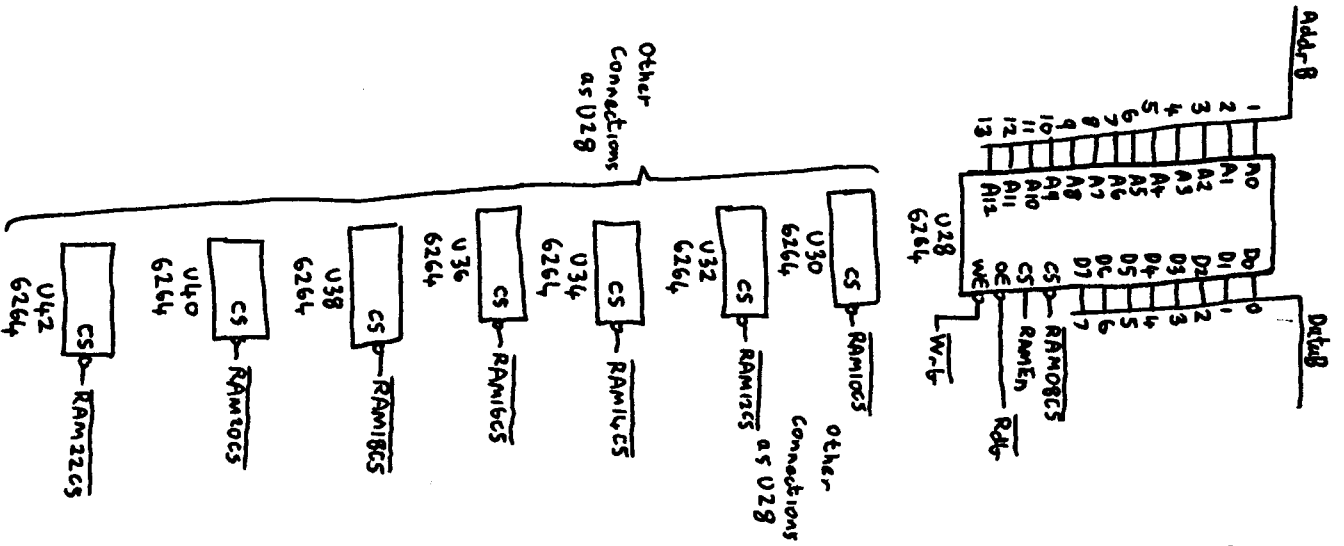 Addr B DataB
1 A0 D0 0
2 A1 D1 1
3 A2 D2 2
4 A3 D3 3
5 A4 D4 4
6 A5 D5 5
7 A6 D6 6
8 A7 D7 7
9 A8
10 A9 CS RAM08CS
11 A10 CS RAMEn
12 A11 OE Rdb
13 A12 WE Wrb
U28
6264
CS RAM10CS
U30
6264
Other
Connections
as U28
CS RAM12CS
U32
6264
Other
Connections
as U28
CS RAM14CS
U34
6264
CS RAM16CS
U36
6264
CS RAM18CS
U38
6264
CS RAM20CS
U40
6264
CS RAM22CS
U42
6264